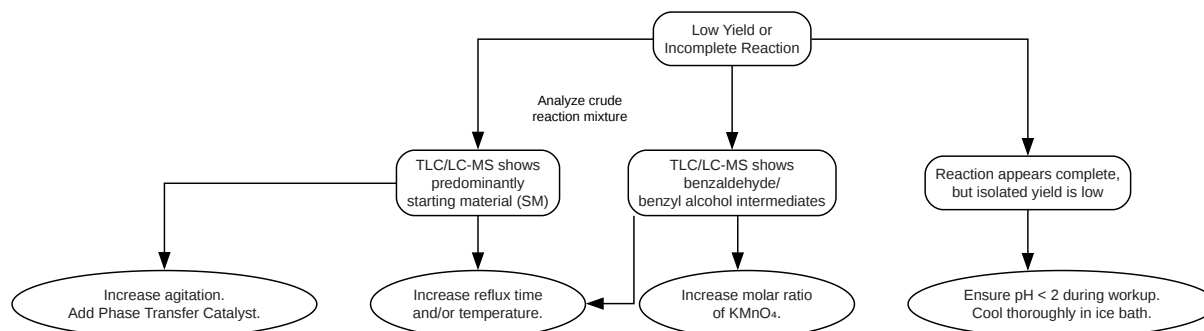 Low Yield or
Incomplete Reaction
Analyze crude
reaction mixture
TLC/LC-MS shows
predominantly
starting material (SM)
TLC/LC-MS shows
benzaldehyde/
benzyl alcohol intermediates
Reaction appears complete,
but isolated yield is low
Increase agitation.
Add Phase Transfer Catalyst.
Increase reflux time
and/or temperature.
Increase molar ratio
of KMnO₄.
Ensure pH < 2 during workup.
Cool thoroughly in ice bath.